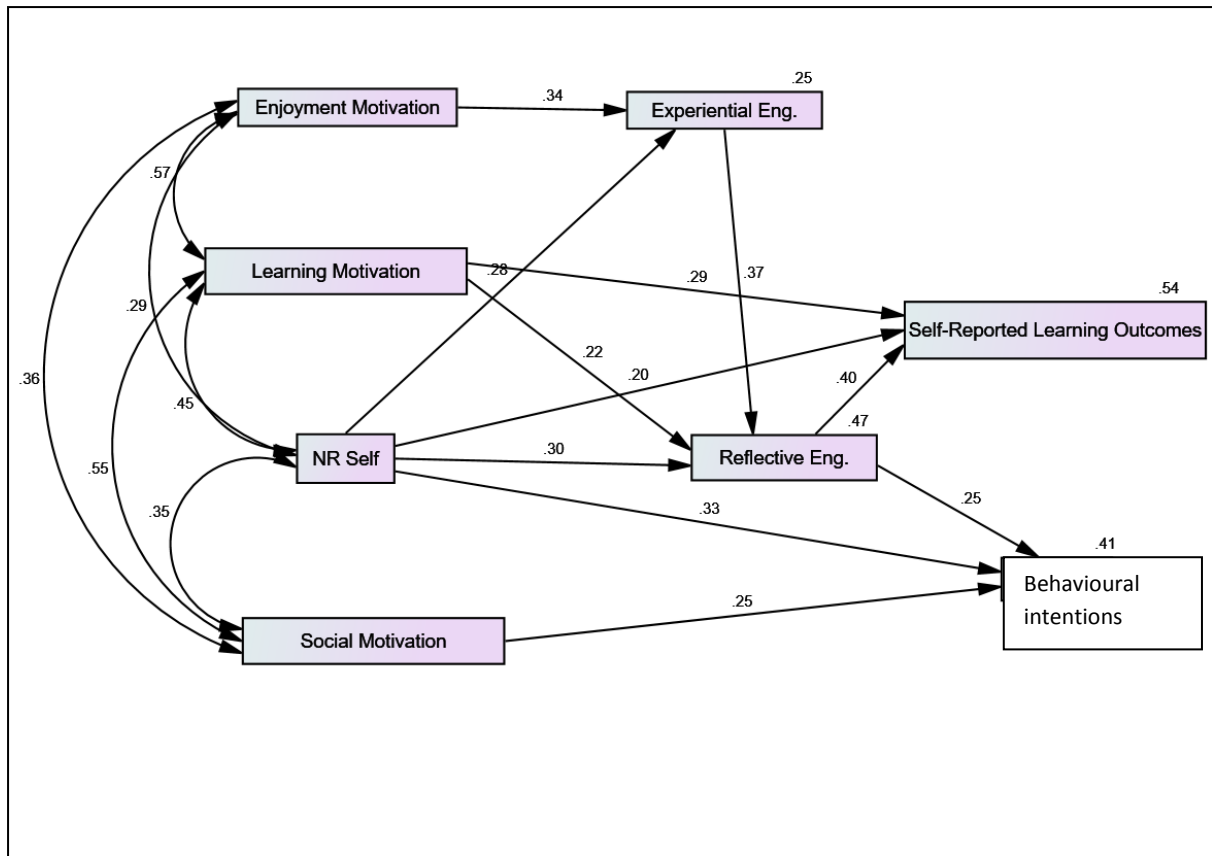 .25
Enjoyment Motivation
.34
Experiential Eng.
.57
Learning Motivation
.28
.29
.37
.54
Self-Reported Learning Outcomes
.29
.22
.20
.40
.36
.45
NR Self
.30
.47
Reflective Eng.
.55
.35
.33
.25
.41
Behavioural
intentions
.25
Social Motivation